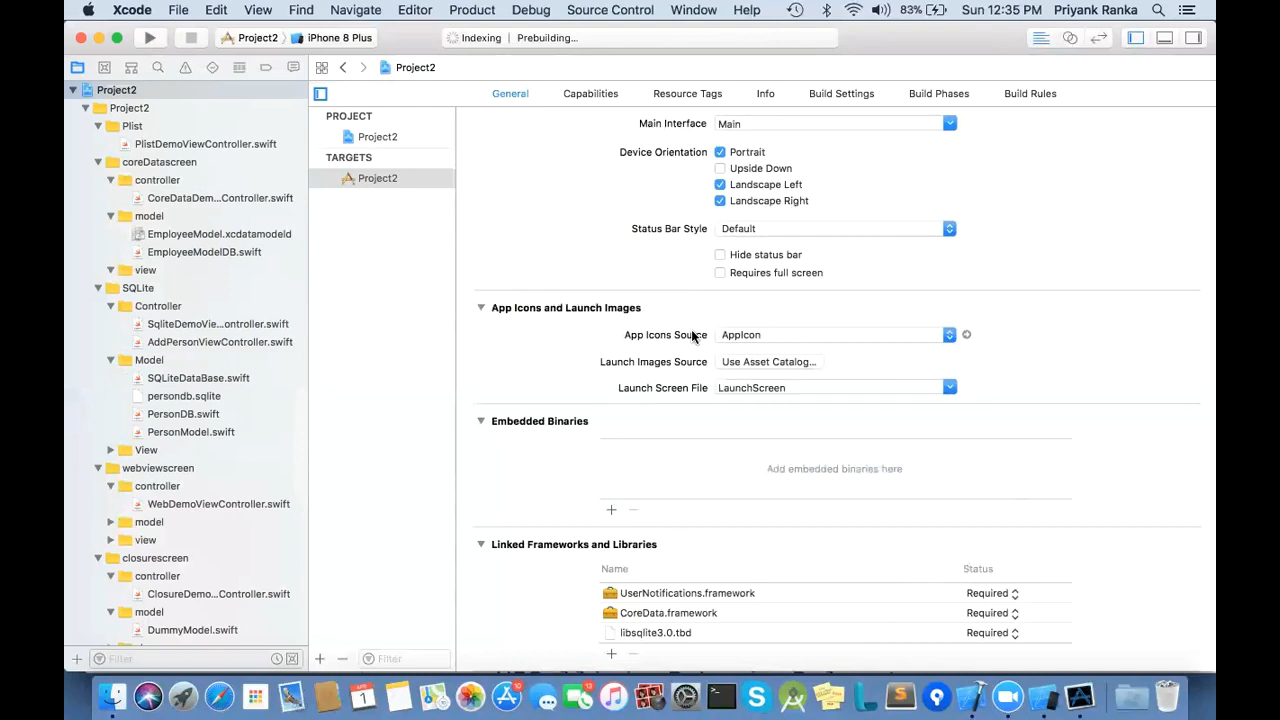 Xcode File Edit View Find Navigate Editor Product Debug Source Control Window Help 83% Sun 12:35 PM Priyank Ranka
Project2 iPhone 8 Plus Indexing Prebuilding...
Project2
Project2
General Capabilities Resource Tags Info Build Settings Build Phases Build Rules
Project2
Plist
PlistDemoViewController.swift
coreDatascreen
controller
CoreDataDem...Controller.swift
model
EmployeeModel.xcdatamodeld
EmployeeModelDB.swift
view
SQLite
Controller
SqliteDemoVie...ontroller.swift
AddPersonViewController.swift
Model
SQLiteDataBase.swift
persondb.sqlite
PersonDB.swift
PersonModel.swift
View
webviewscreen
controller
WebDemoViewController.swift
model
view
closurescreen
controller
ClosureDemo...Controller.swift
model
DummyModel.swift
Filter
PROJECT
Project2
TARGETS
Project2
Filter
Main Interface Main
Device Orientation Portrait
Upside Down
Landscape Left
Landscape Right
Status Bar Style Default
Hide status bar
Requires full screen
App Icons and Launch Images
App Icons Source AppIcon
Launch Images Source Use Asset Catalog...
Launch Screen File LaunchScreen
Embedded Binaries
Add embedded binaries here
Linked Frameworks and Libraries
Name Status
UserNotifications.framework Required
CoreData.framework Required
libsqlite3.0.tbd Required